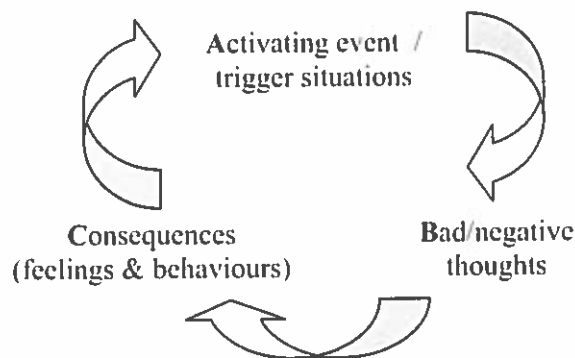 Activating event /
trigger situations
Consequences
(feelings & behaviours)
Bad/negative
thoughts